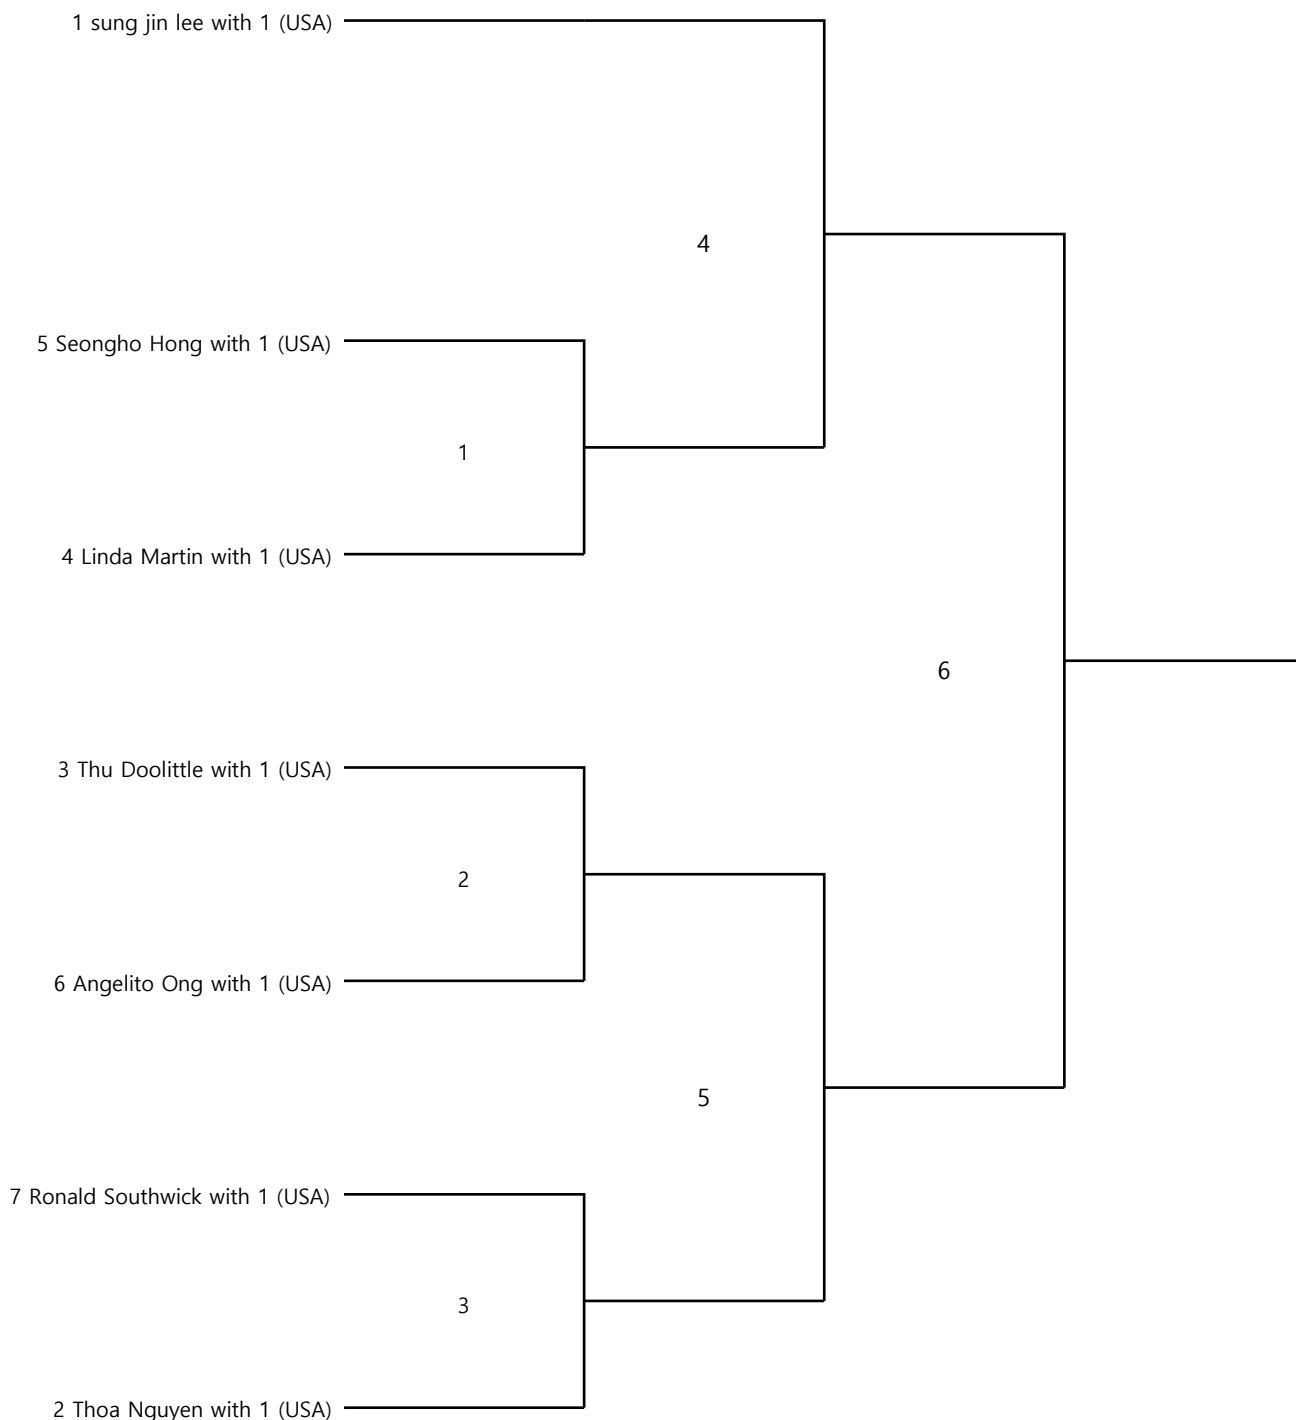 1 sung jin lee with 1 (USA)
4
5 Seongho Hong with 1 (USA)
1
4 Linda Martin with 1 (USA)
6
3 Thu Doolittle with 1 (USA)
2
6 Angelito Ong with 1 (USA)
5
7 Ronald Southwick with 1 (USA)
3
2 Thoa Nguyen with 1 (USA)